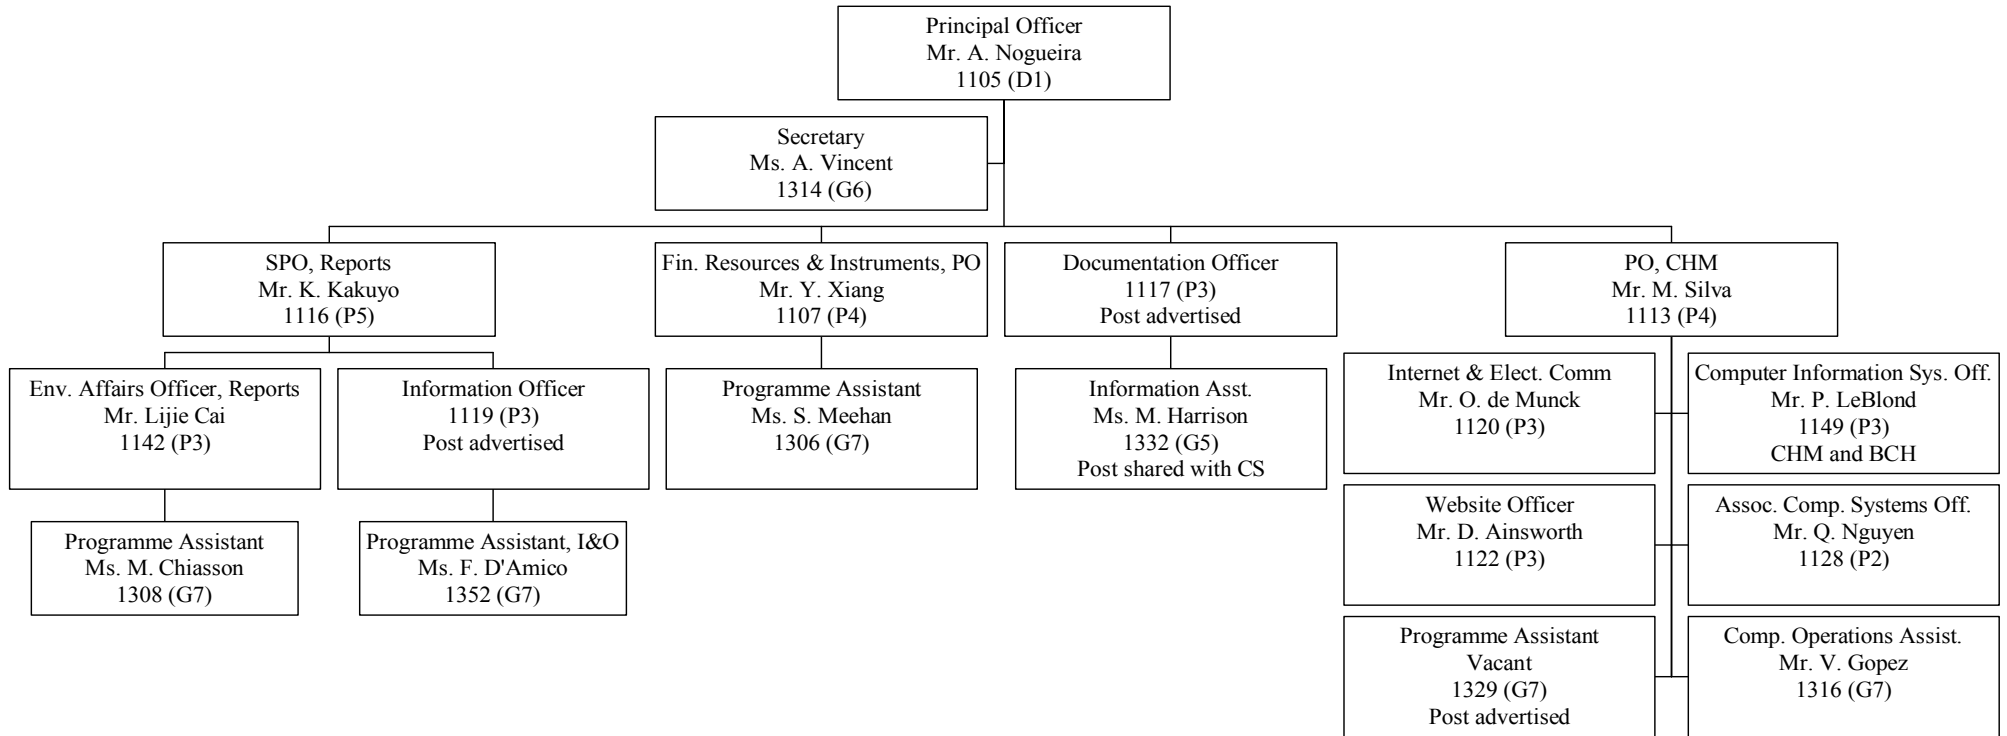 Principal Officer
Mr. A. Nogueira
1105 (D1)
Secretary
Ms. A. Vincent
1314 (G6)
SPO, Reports
Mr. K. Kakuyo
1116 (P5)
Fin. Resources & Instruments, PO
Mr. Y. Xiang
1107 (P4)
Documentation Officer
1117 (P3)
Post advertised
PO, CHM
Mr. M. Silva
1113 (P4)
Env. Affairs Officer, Reports
Mr. Lijie Cai
1142 (P3)
Information Officer
1119 (P3)
Post advertised
Programme Assistant
Ms. S. Meehan
1306 (G7)
Information Asst.
Ms. M. Harrison
1332 (G5)
Post shared with CS
Internet & Elect. Comm
Mr. O. de Munck
1120 (P3)
Computer Information Sys. Off.
Mr. P. LeBlond
1149 (P3)
CHM and BCH
Programme Assistant
Ms. M. Chiasson
1308 (G7)
Programme Assistant, I&O
Ms. F. D'Amico
1352 (G7)
Website Officer
Mr. D. Ainsworth
1122 (P3)
Assoc. Comp. Systems Off.
Mr. Q. Nguyen
1128 (P2)
Programme Assistant
Vacant
1329 (G7)
Post advertised
Comp. Operations Assist.
Mr. V. Gopez
1316 (G7)